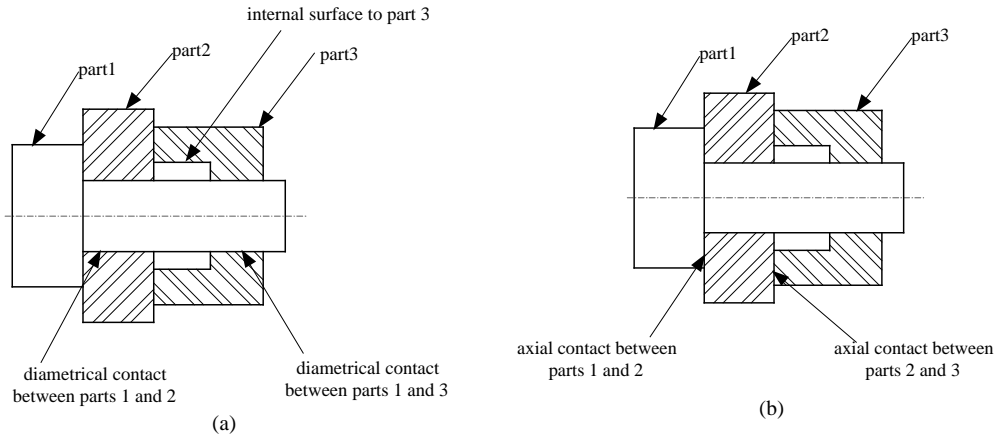 internal surface to part 3
part2
part3
part1
diametrical contact
between parts 1 and 2
diametrical contact
between parts 1 and 3
(a)
part2
part3
part1
axial contact between
parts 1 and 2
axial contact between
parts 2 and 3
(b)